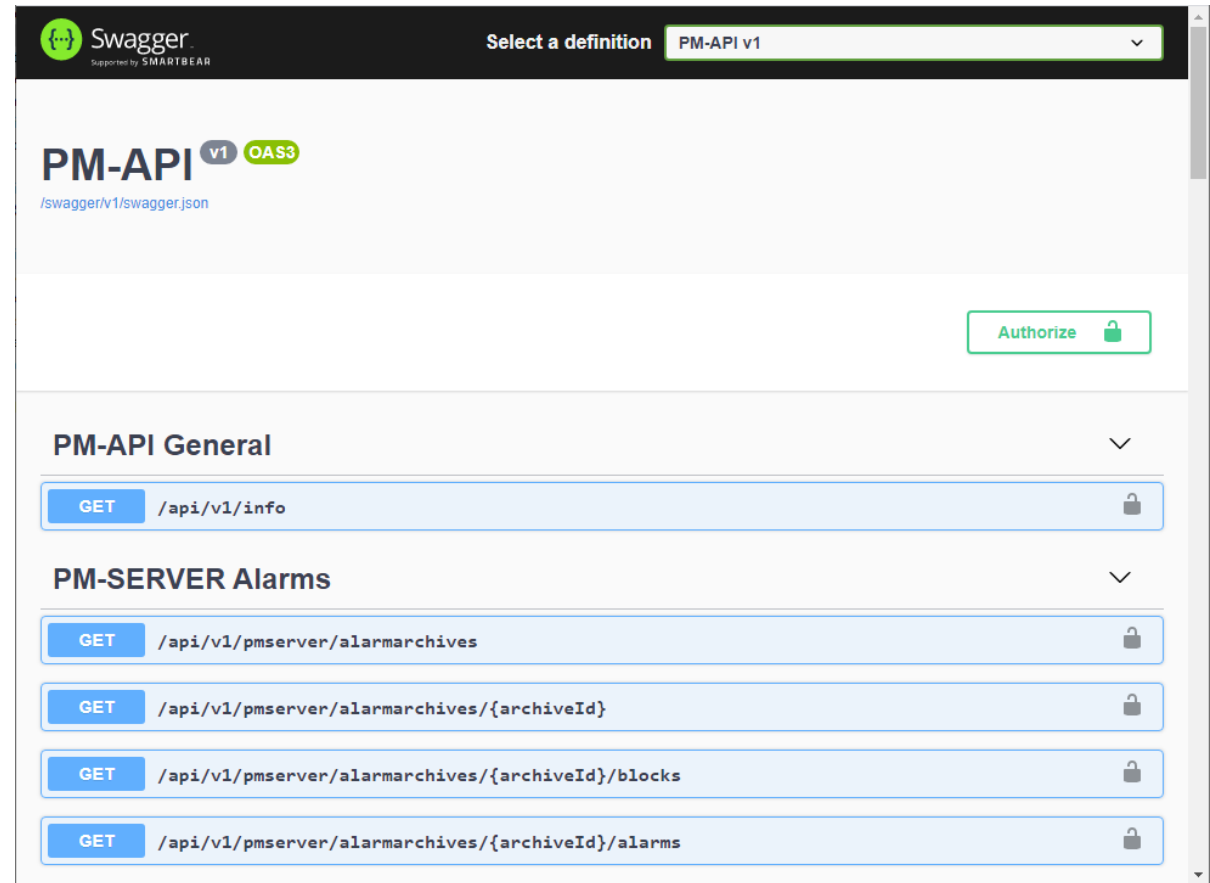 Swagger.
Supported by SMARTBEAR
Select a definition
PM-API v1
PM-API v1 OAS3
/swagger/v1/swagger.json
Authorize
PM-API General
GET /api/v1/info
PM-SERVER Alarms
GET /api/v1/pmserver/alarmarchives
GET /api/v1/pmserver/alarmarchives/{archiveId}
GET /api/v1/pmserver/alarmarchives/{archiveId}/blocks
GET /api/v1/pmserver/alarmarchives/{archiveId}/alarms